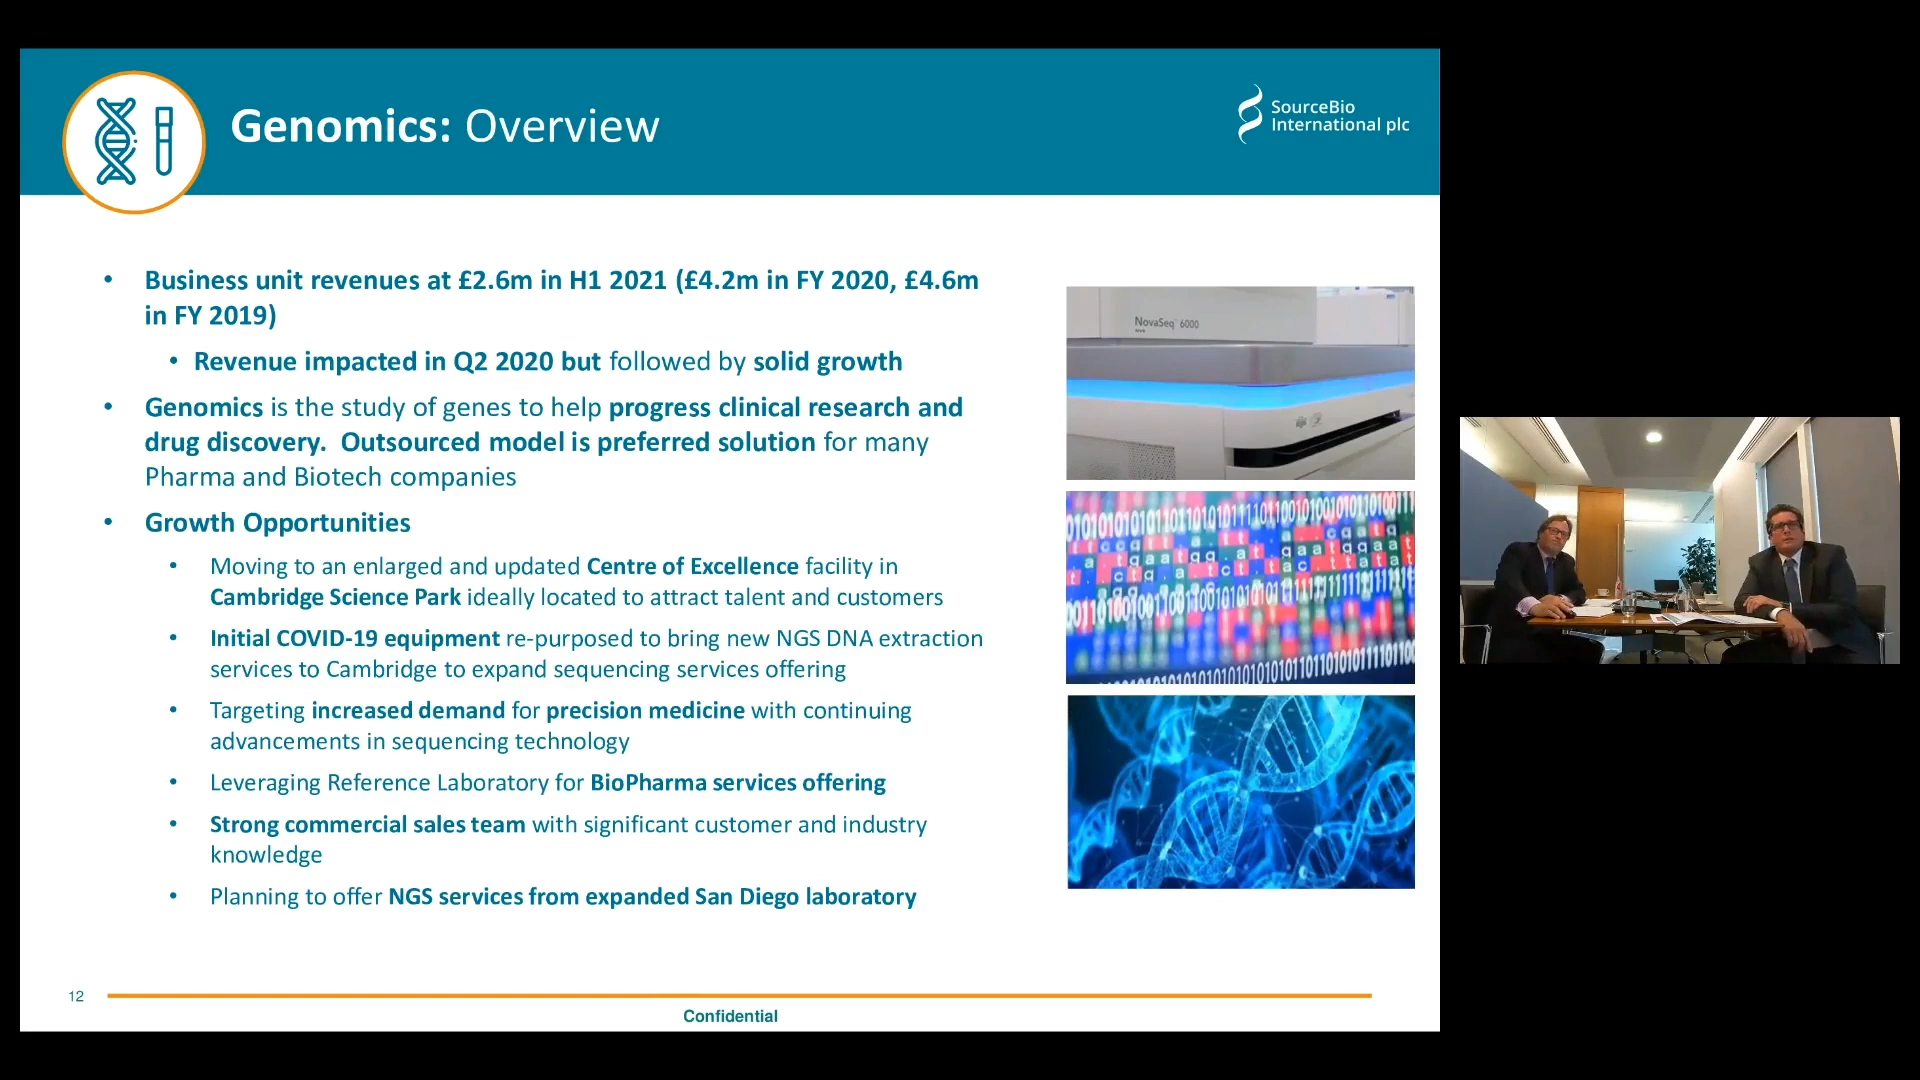 Genomics: Overview
SourceBio
International plc
• Business unit revenues at £2.6m in H1 2021 (£4.2m in FY 2020, £4.6m
in FY 2019)
• Revenue impacted in Q2 2020 but followed by solid growth
• Genomics is the study of genes to help progress clinical research and
drug discovery. Outsourced model is preferred solution for many
Pharma and Biotech companies
• Growth Opportunities
• Moving to an enlarged and updated Centre of Excellence facility in
Cambridge Science Park ideally located to attract talent and customers
• Initial COVID-19 equipment re-purposed to bring new NGS DNA extraction
services to Cambridge to expand sequencing services offering
• Targeting increased demand for precision medicine with continuing
advancements in sequencing technology
• Leveraging Reference Laboratory for BioPharma services offering
• Strong commercial sales team with significant customer and industry
knowledge
• Planning to offer NGS services from expanded San Diego laboratory
NovaSeq 6000
12
Confidential